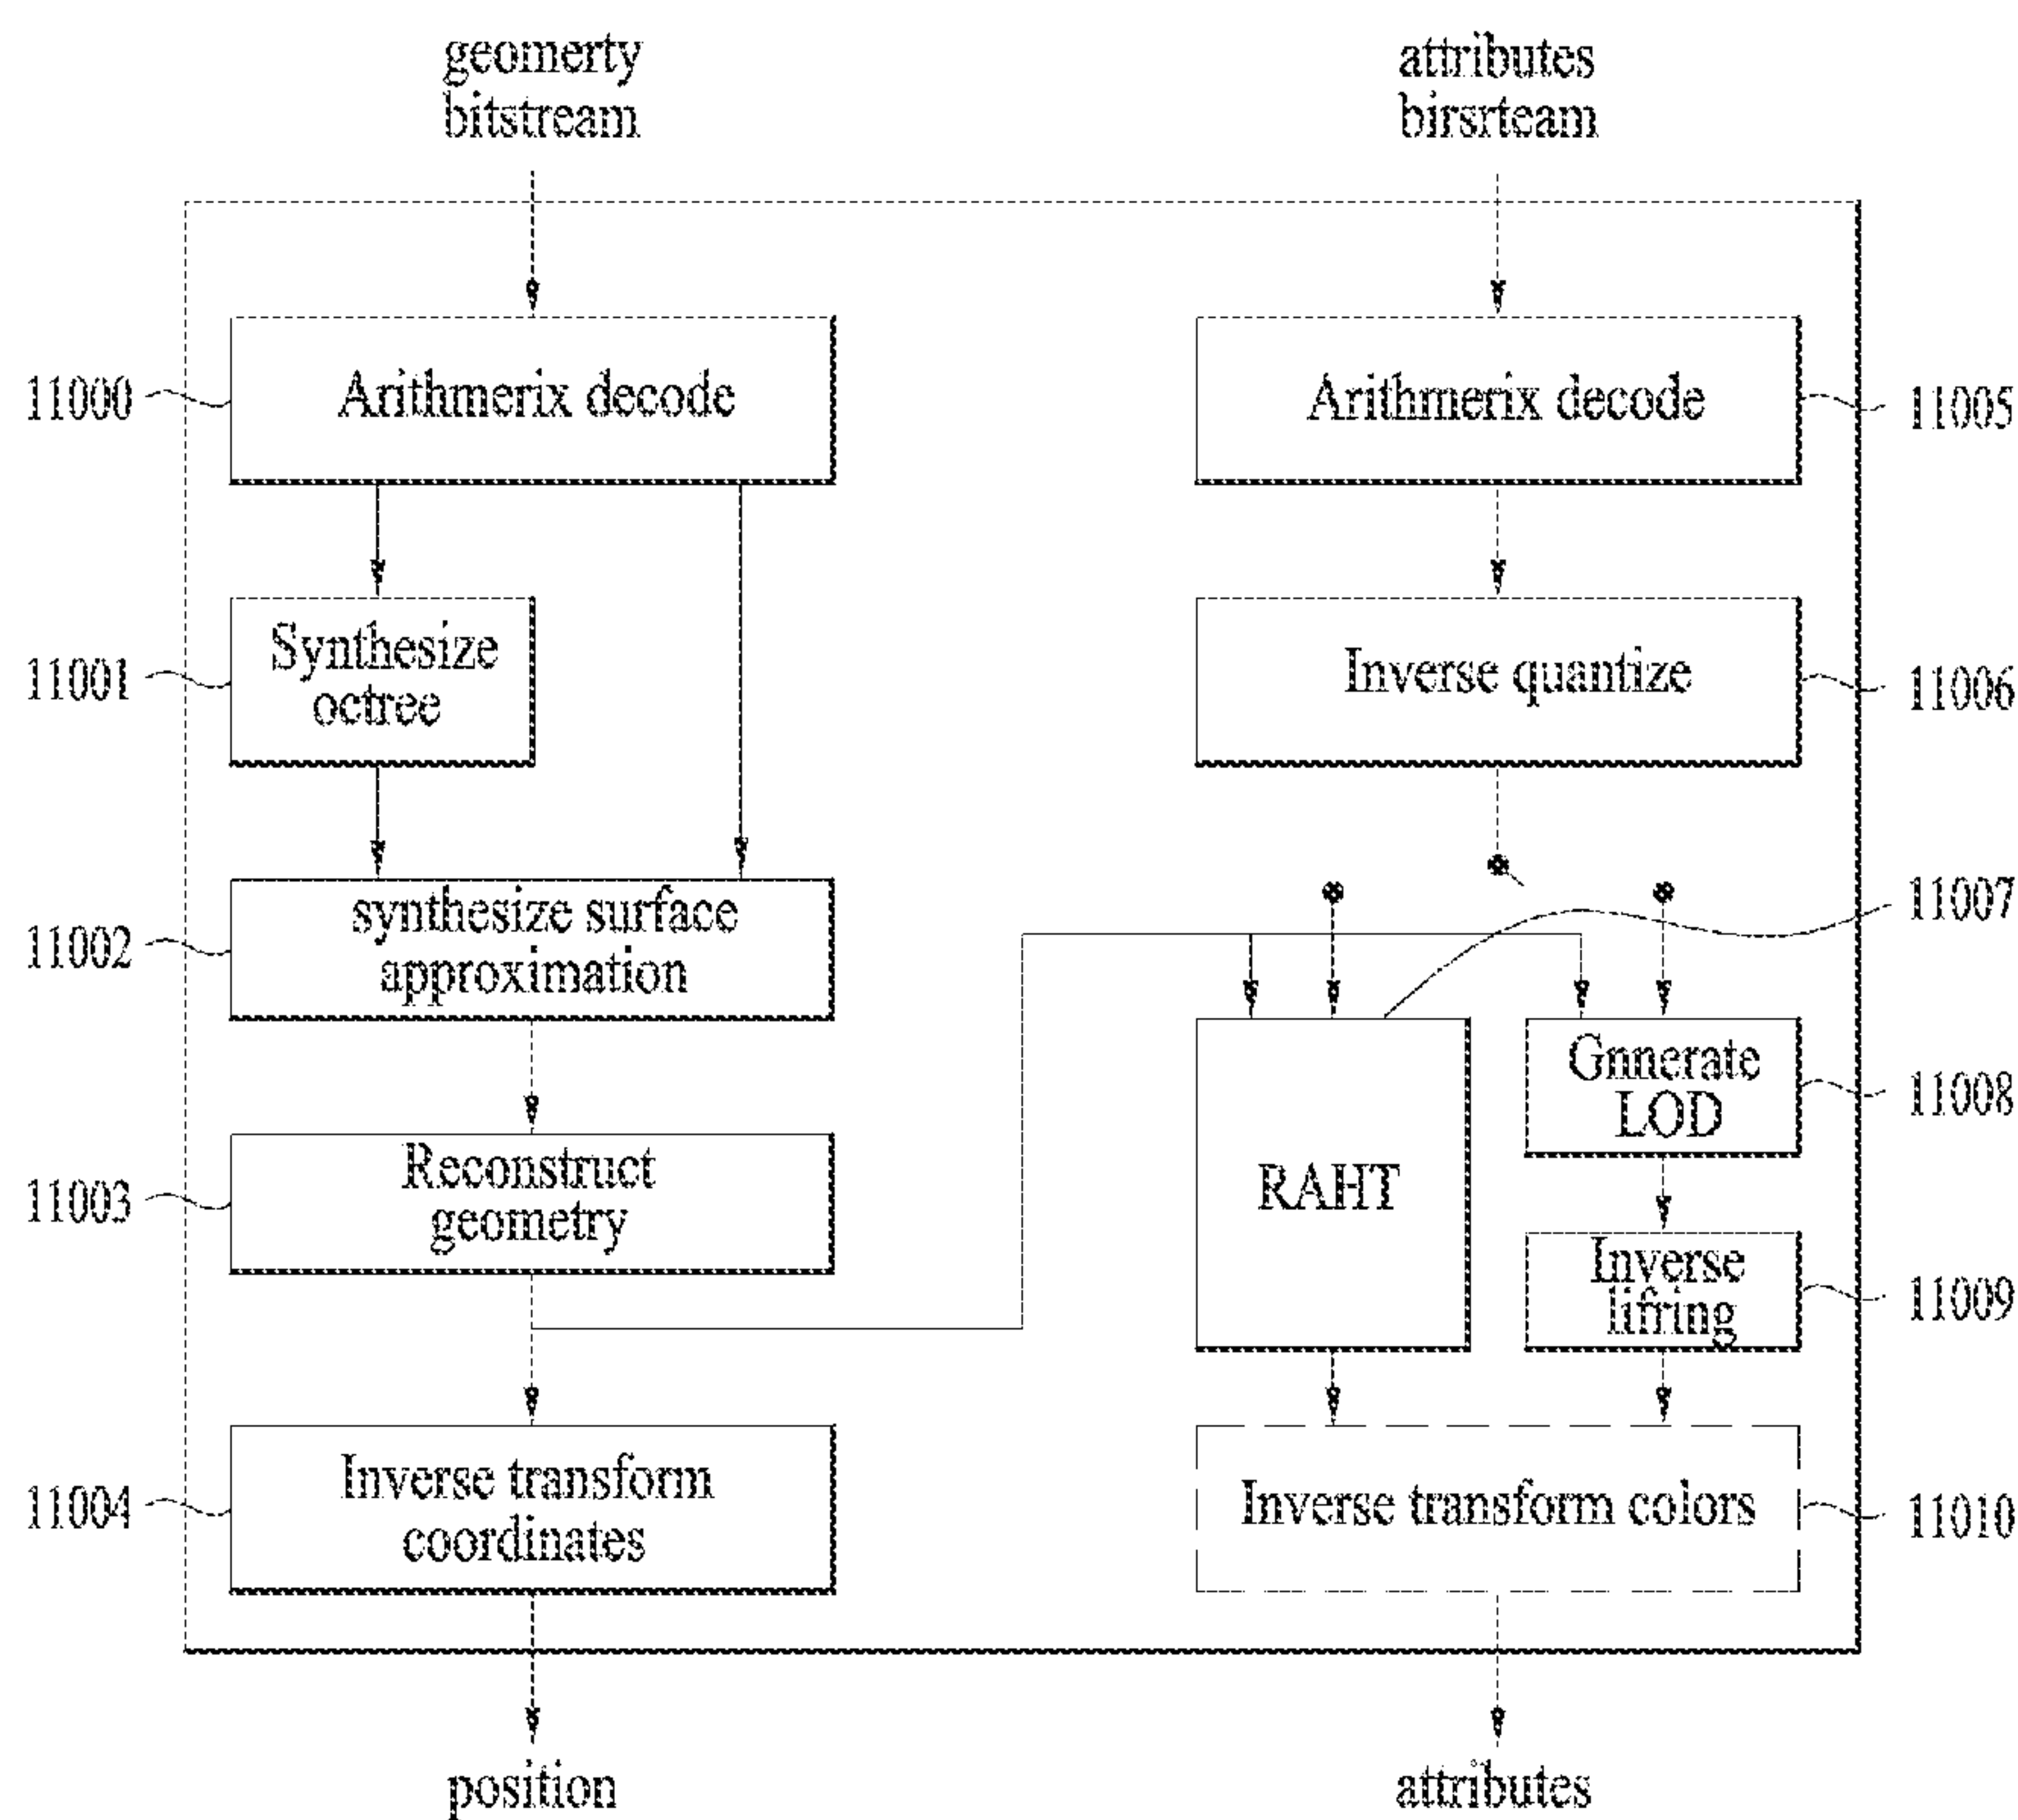 geomerty
bitstream
attributes
birsrteam
11000
Arithmerix decode
Arithmerix decode
11005
11001
Synthesize
octree
Inverse quantize
11006
11002
synthesize surface
approximation
11007
11003
Reconstruct
geometry
RAHT
Gnnerate
LOD
11008
Inverse
lifring
11009
11004
Inverse transform
coordinates
Inverse transform colors
11010
position
attributes